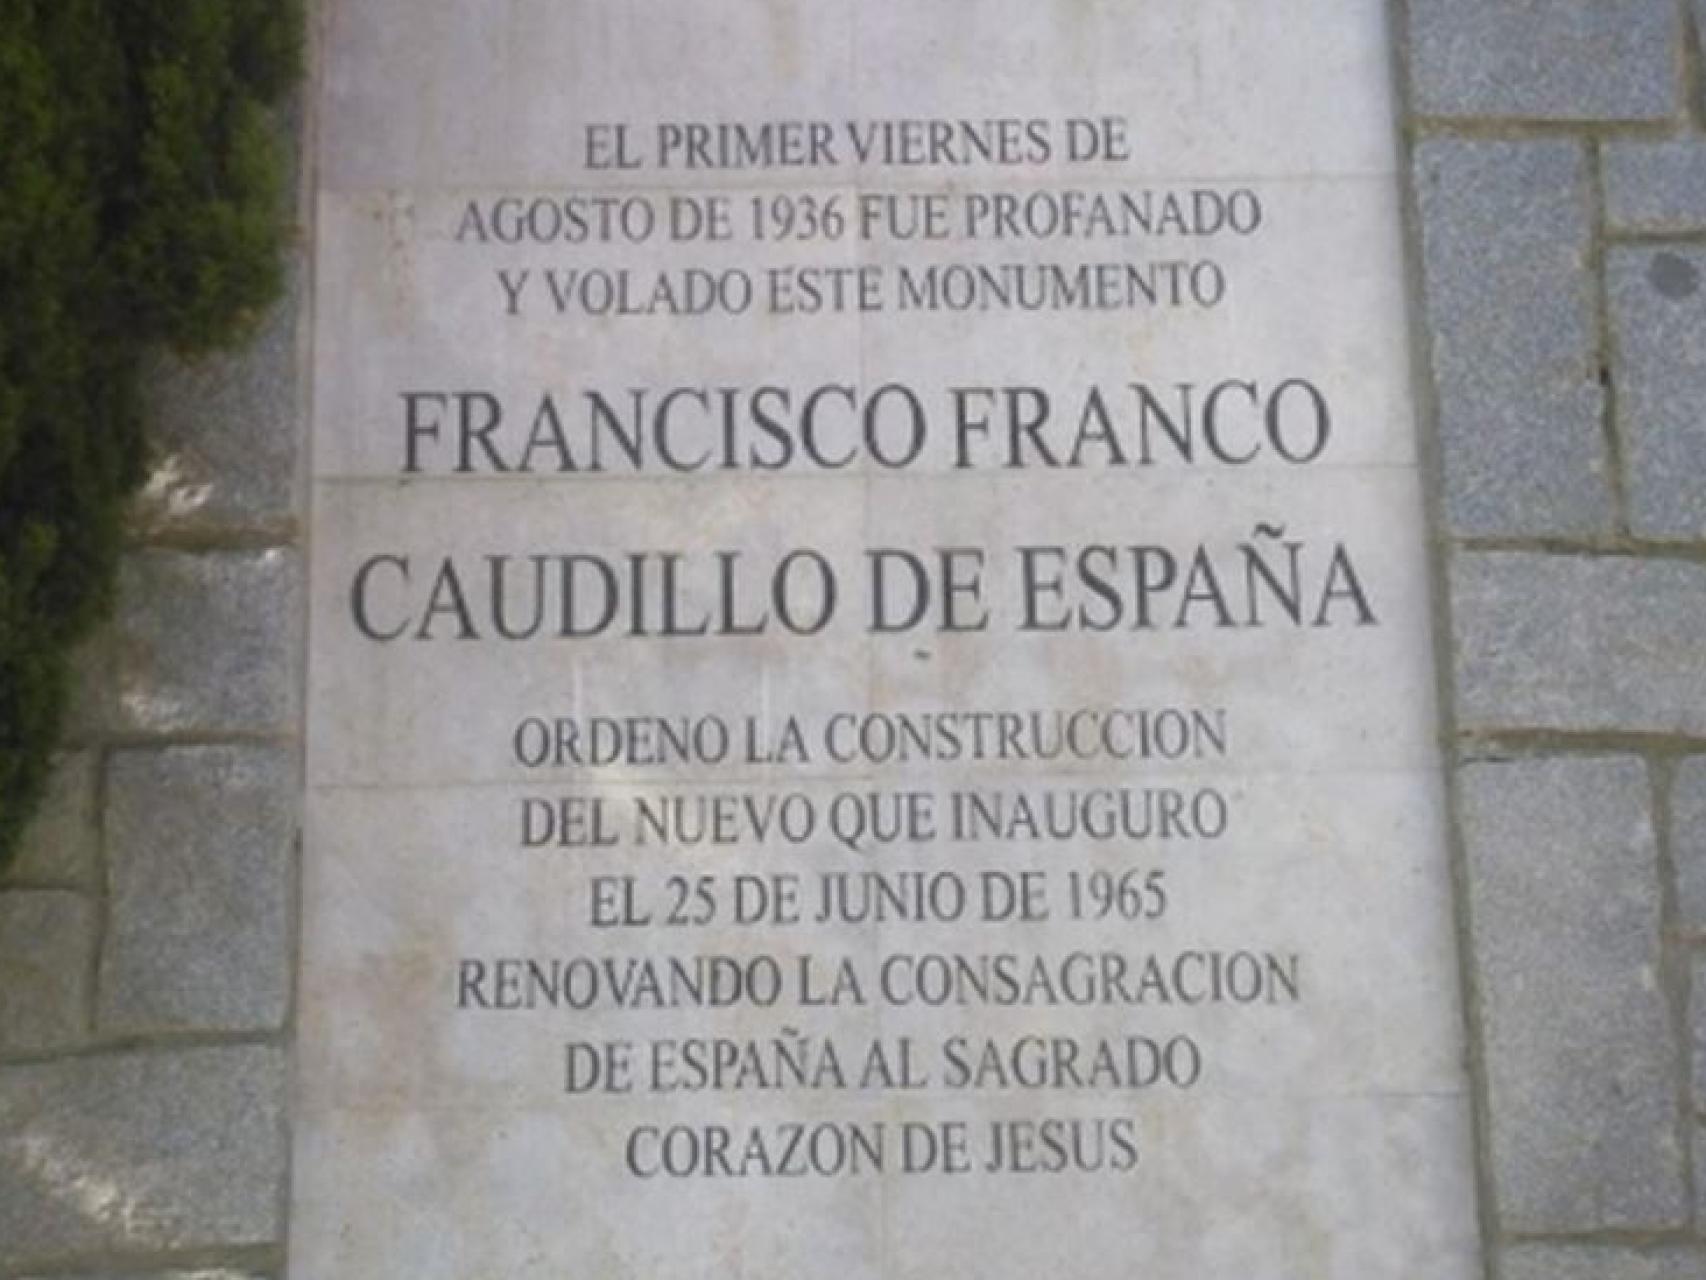 EL PRIMER VIERNES DE
AGOSTO DE 1936 FUE PROFANADO
Y VOLADO ESTE MONUMENTO
FRANCISCO FRANCO
CAUDILLO DE ESPAÑA
ORDENO LA CONSTRUCCION
DEL NUEVO QUE INAUGURO
EL 25 DE JUNIO DE 1965
RENOVANDO LA CONSAGRACION
DE ESPAÑA AL SAGRADO
CORAZON DE JESUS